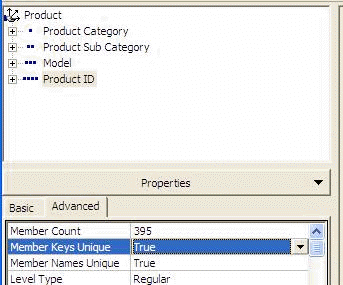 Product
Product Category
Product Sub Category
Model
Product ID
Properties
Basic Advanced
Member Count 395
Member Keys Unique True
Member Names Unique True
Level Type Regular